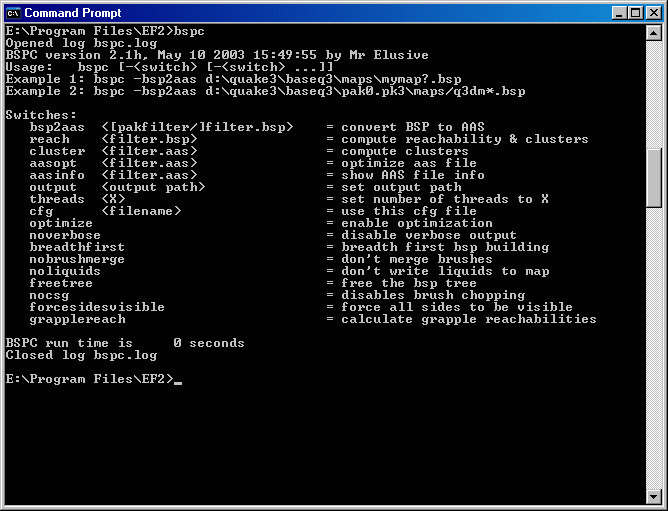 Command Prompt
E:\Program Files\EF2>bspc
Opened log bspc.log
BSPC version 2.1h, May 10 2003 15:49:55 by Mr Elusive
Usage:   bspc [-<switch> [-<switch> ...]]
Example 1: bspc -bsp2aas d:\quake3\baseq3\maps\mymap?.bsp
Example 2: bspc -bsp2aas d:\quake3\baseq3\pak0.pk3\maps/q3dm*.bsp
Switches:
   bsp2aas  <[pakfilter/]filter.bsp>    = convert BSP to AAS
   reach    <filter.bsp>                = compute reachability & clusters
   cluster  <filter.aas>                = compute clusters
   aasopt   <filter.aas>                = optimize aas file
   aasinfo  <filter.aas>                = show AAS file info
   output   <output path>               = set output path
   threads  <X>                         = set number of threads to X
   cfg      <filename>                  = use this cfg file
   optimize                             = enable optimization
   noverbose                            = disable verbose output
   breadthfirst                         = breadth first bsp building
   nobrushmerge                         = don't merge brushes
   noliquids                            = don't write liquids to map
   freetree                             = free the bsp tree
   nocsg                                = disables brush chopping
   forcesidesvisible                    = force all sides to be visible
   grapplereach                         = calculate grapple reachabilities
BSPC run time is     0 seconds
Closed log bspc.log
E:\Program Files\EF2>_